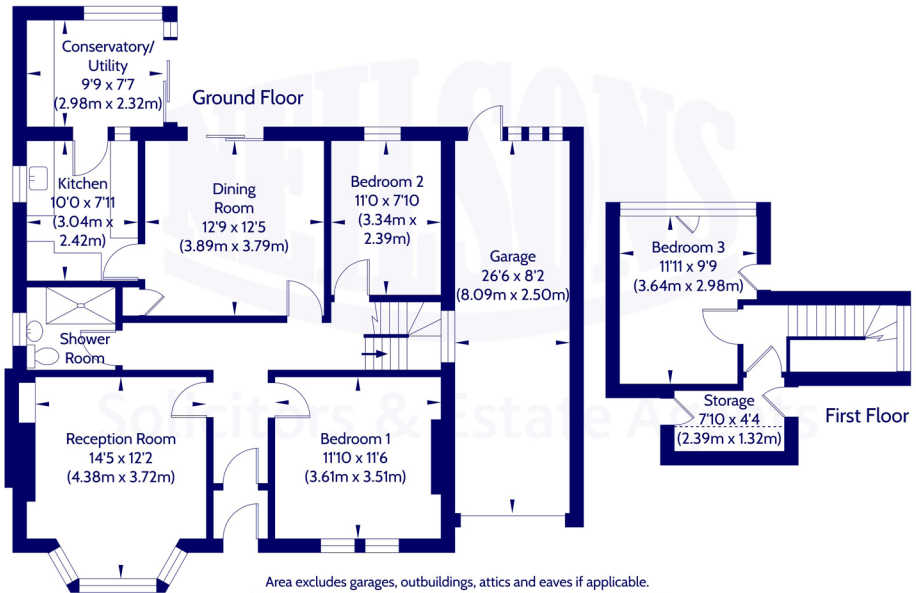 Conservatory/
Utility
9'9 x 7'7
(2.98m x 2.32m)
Ground Floor
Kitchen
10'0 x 7'11
(3.04m x
2.42m)
Dining
Room
12'9 x 12'5
(3.89m x 3.79m)
Bedroom 2
11'0 x 7'10
(3.34m x
2.39m)
Garage
26'6 x 8'2
(8.09m x 2.50m)
Bedroom 3
11'11 x 9'9
(3.64m x 2.98m)
Shower
Room
Storage
7'10 x 4'4
(2.39m x 1.32m)
First Floor
Reception Room
14'5 x 12'2
(4.38m x 3.72m)
Bedroom 1
11'10 x 11'6
(3.61m x 3.51m)
NEILSONS
Solicitors & Estate Agents
Area excludes garages, outbuildings, attics and eaves if applicable.